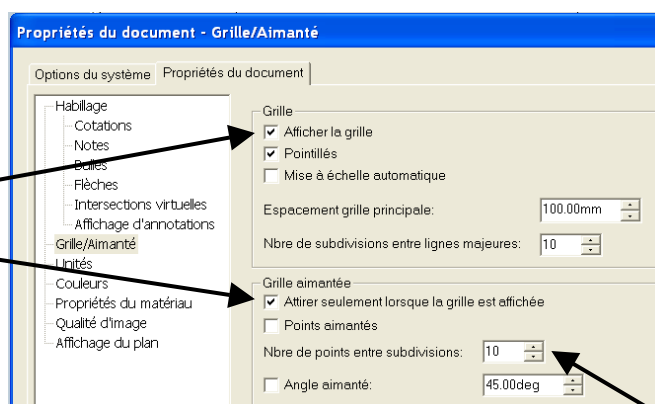 Propriétés du document - Grille/Aimanté
Options du système
Propriétés du document
Habillage
Cotations
Notes
Bulles
Flèches
Intersections virtuelles
Affichage d'annotations
Grille/Aimanté
Unités
Couleurs
Propriétés du matériau
Qualité d'image
Affichage du plan
Grille
Afficher la grille
Pointillés
Mise à échelle automatique
Espacement grille principale: 100.00mm
Nbre de subdivisions entre lignes majeures: 10
Grille aimantée
Attirer seulement lorsque la grille est affichée
Points aimantés
Nbre de points entre subdivisions: 10
Angle aimanté: 45.00deg